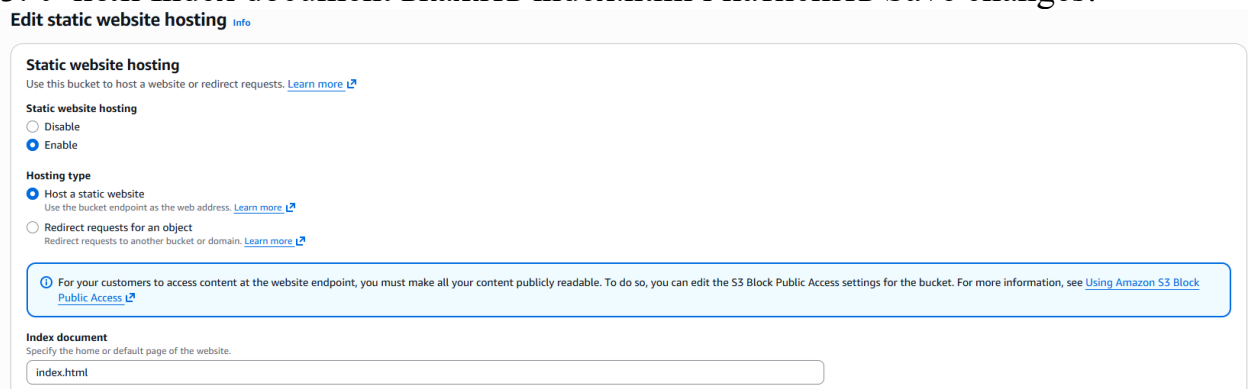 Edit static website hosting Info
Static website hosting
Use this bucket to host a website or redirect requests. Learn more
Static website hosting
Disable
Enable
Hosting type
Host a static website
Use the bucket endpoint as the web address. Learn more
Redirect requests for an object
Redirect requests to another bucket or domain. Learn more
For your customers to access content at the website endpoint, you must make all your content publicly readable. To do so, you can edit the S3 Block Public Access settings for the bucket. For more information, see Using Amazon S3 Block
Public Access
Index document
Specify the home or default page of the website.
index.html